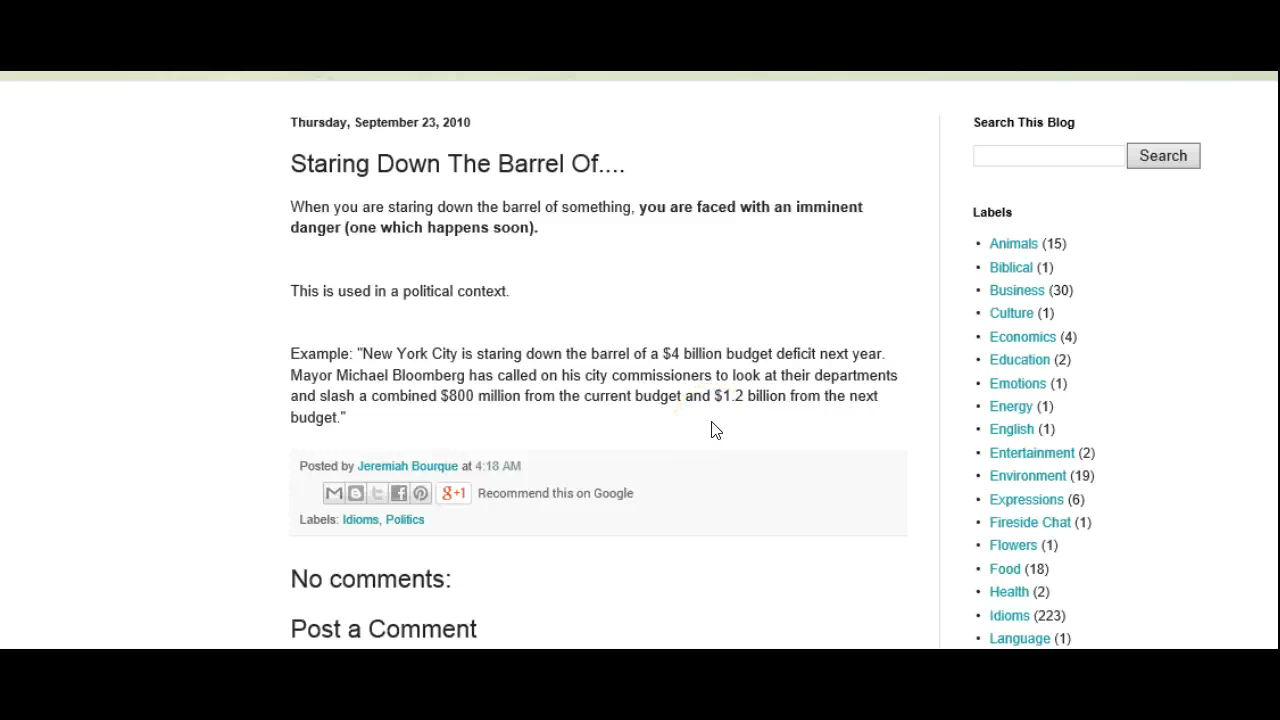 Thursday, September 23, 2010
Staring Down The Barrel Of....
When you are staring down the barrel of something, you are faced with an imminent
danger (one which happens soon).
This is used in a political context.
Example: "New York City is staring down the barrel of a $4 billion budget deficit next year.
Mayor Michael Bloomberg has called on his city commissioners to look at their departments
and slash a combined $800 million from the current budget and $1.2 billion from the next
budget."
Posted by Jeremiah Bourque at 4:18 AM
g+1 Recommend this on Google
Labels: Idioms, Politics
No comments:
Post a Comment
Search This Blog
Search
Labels
• Animals (15)
• Biblical (1)
• Business (30)
• Culture (1)
• Economics (4)
• Education (2)
• Emotions (1)
• Energy (1)
• English (1)
• Entertainment (2)
• Environment (19)
• Expressions (6)
• Fireside Chat (1)
• Flowers (1)
• Food (18)
• Health (2)
• Idioms (223)
• Language (1)